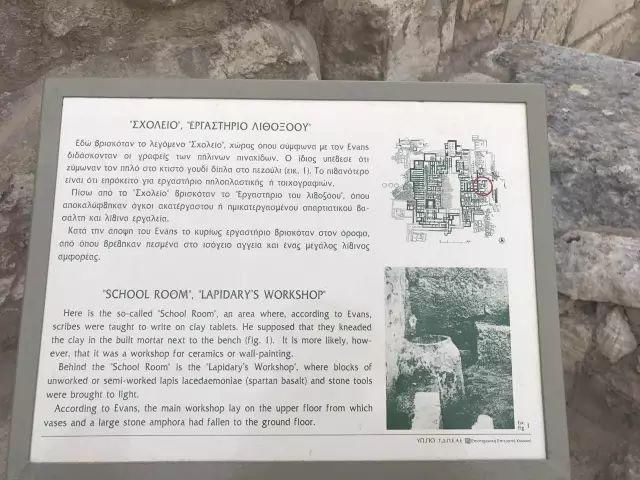 "ΣΧΟΛΕΙΟ", "ΕΡΓΑΣΤΗΡΙΟ ΛΙΘΟΞΟΟΥ"
Εδώ βρισκόταν το λεγόμενο "Σχολείο", χώρος όπου σύμφωνα με τον Evans
διδάσκονταν οι γραφείς των πήλινων πινακίδων. Ο ίδιος υπέθεσε ότι
ζύμωναν τον πηλό στο κτιστό γουδί δίπλα στο πεζούλι (εικ. 1). Το πιθανότερο
είναι ότι επρόκειτο για εργαστήριο πηλοπλαστικής ή τοιχογραφιών.
Πίσω από το "Σχολείο" βρισκόταν το "Εργαστήριο του λιθοξόου", όπου
αποκαλύφθηκαν όγκοι ακατέργαστου ή ημικατεργασμένου σπαρτιατικού βα-
σάλτη και λίθινα εργαλεία.
Κατά την άποψη του Evans το κυρίως εργαστήριο βρισκόταν στον όροφο,
από όπου βρέθηκαν πεσμένα στο ισόγειο αγγεία και ένας μεγάλος λίθινος
αμφορέας.
"SCHOOL ROOM", "LAPIDARY'S WORKSHOP"
Here is the so-called "School Room", an area where, according to Evans,
scribes were taught to write on clay tablets. He supposed that they kneaded
the clay in the built mortar next to the bench (fig. 1). It is more likely, how-
ever, that it was a workshop for ceramics or wall-painting.
Behind the "School Room" is the "Lapidary's Workshop", where blocks of
unworked or semi-worked lapis lacedaemoniae (spartan basalt) and stone tools
were brought to light.
According to Evans, the main workshop lay on the upper floor from which
vases and a large stone amphora had fallen to the ground floor.
Εικ.
Fig. 1
ΥΠ.ΠΟ Τ.Δ.Π.Ε.Α.Ε. Επιστημονική Επιτροπή Κνωσού